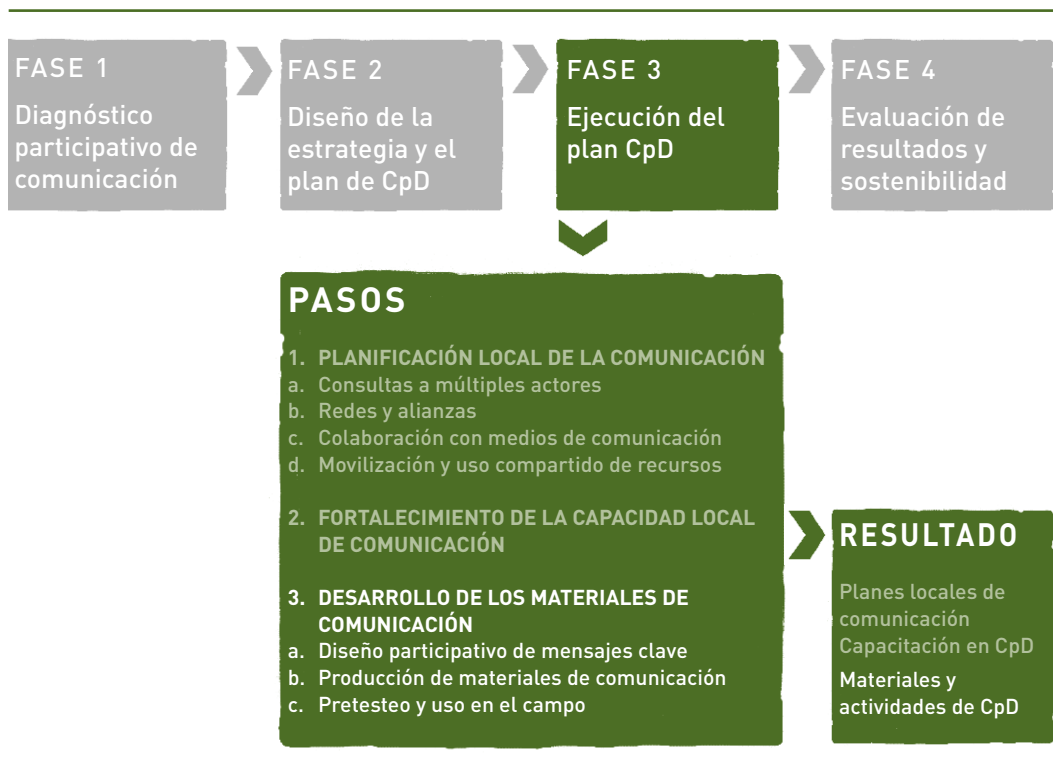 FASE 1
Diagnóstico
participativo de
comunicación
FASE 2
Diseño de la
estrategia y el
plan de CpD
FASE 3
Ejecución del
plan CpD
FASE 4
Evaluación de
resultados y
sostenibilidad
PASOS
1. PLANIFICACIÓN LOCAL DE LA COMUNICACIÓN
a. Consultas a múltiples actores
b. Redes y alianzas
c. Colaboración con medios de comunicación
d. Movilización y uso compartido de recursos
2. FORTALECIMIENTO DE LA CAPACIDAD LOCAL
DE COMUNICACIÓN
3. DESARROLLO DE LOS MATERIALES DE
COMUNICACIÓN
a. Diseño participativo de mensajes clave
b. Producción de materiales de comunicación
c. Pretesteo y uso en el campo
RESULTADO
Planes locales de
comunicación
Capacitación en CpD
Materiales y
actividades de CpD